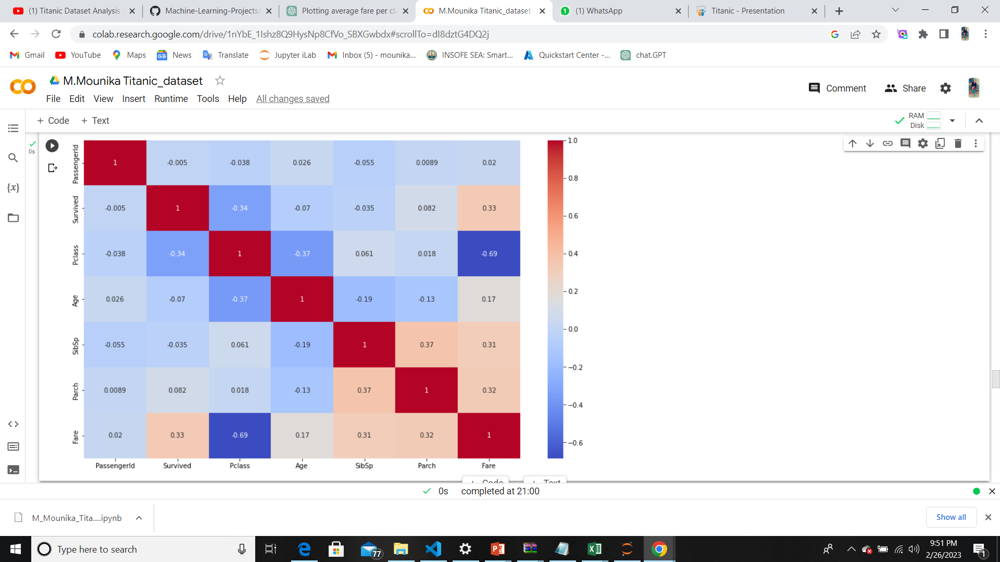 (1) Titanic Dataset Analysis
Machine-Learning-Projects/
Plotting average fare per cl
M.Mounika Titanic_dataset
1
(1) WhatsApp
Titanic - Presentation
colab.research.google.com/drive/1nYbE_1Ishz8Q9HysNp8CfVo_SBXGwbdx#scrollTo=dI8dztG4DQ2j
Gmail
YouTube
Maps
News
Translate
Jupyter iLab
Inbox (5) - mounika...
INSOFE SEA: Smart...
Quickstart Center -...
chat.GPT
M.Mounika Titanic_dataset
Comment
Share
File Edit View Insert Runtime Tools Help All changes saved
+ Code + Text
RAM
Disk
0s
PassengerId 1 -0.005 -0.038 0.026 -0.055 0.0089 0.02
Survived -0.005 1 -0.34 -0.07 -0.035 0.082 0.33
Pclass -0.038 -0.34 1 -0.37 0.061 0.018 -0.69
Age 0.026 -0.07 -0.37 1 -0.19 -0.13 0.17
SibSp -0.055 -0.035 0.061 -0.19 1 0.37 0.31
Parch 0.0089 0.082 0.018 -0.13 0.37 1 0.32
Fare 0.02 0.33 -0.69 0.17 0.31 0.32 1
PassengerId Survived Pclass Age SibSp Parch Fare
1.0
0.8
0.6
0.4
0.2
0.0
−0.2
−0.4
−0.6
{x}
+ Code + Text
0s completed at 21:00
M_Mounika_Tita....ipynb
Show all
Type here to search
77
9:51 PM
2/26/2023
1